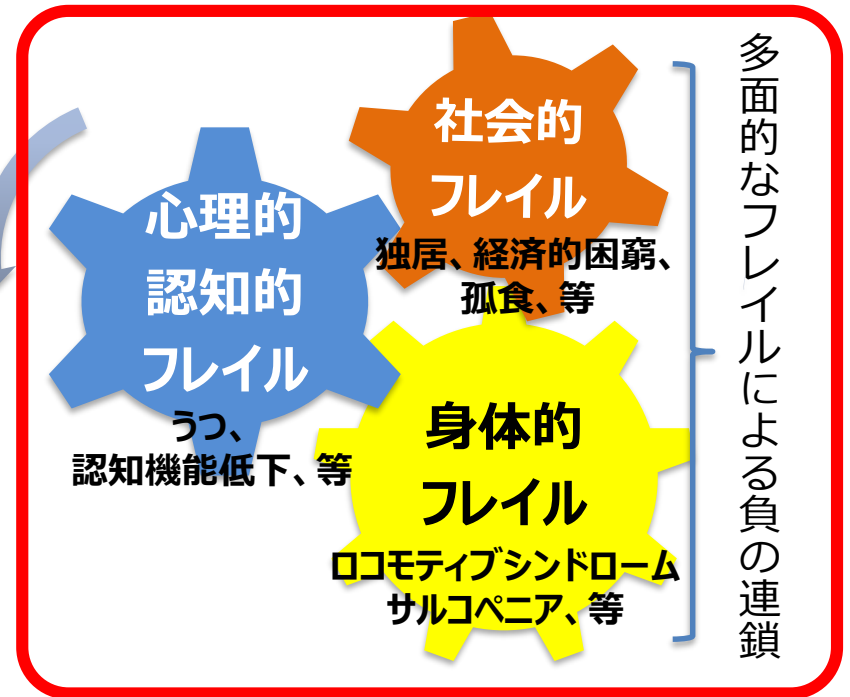 社会的
フレイル
独居、経済的困窮、
孤食、等
心理的
認知的
フレイル
うつ、
認知機能低下、等
身体的
フレイル
ロコモティブシンドローム
サルコペニア、等
多面的なフレイルによる負の連鎖